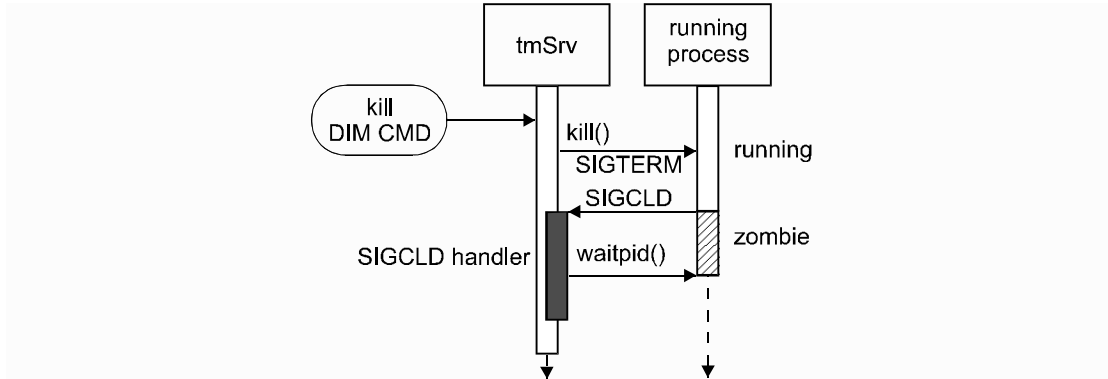 tmSrv
running
process
kill
DIM CMD
kill()
SIGTERM
running
SIGCLD
zombie
SIGCLD handler
waitpid()